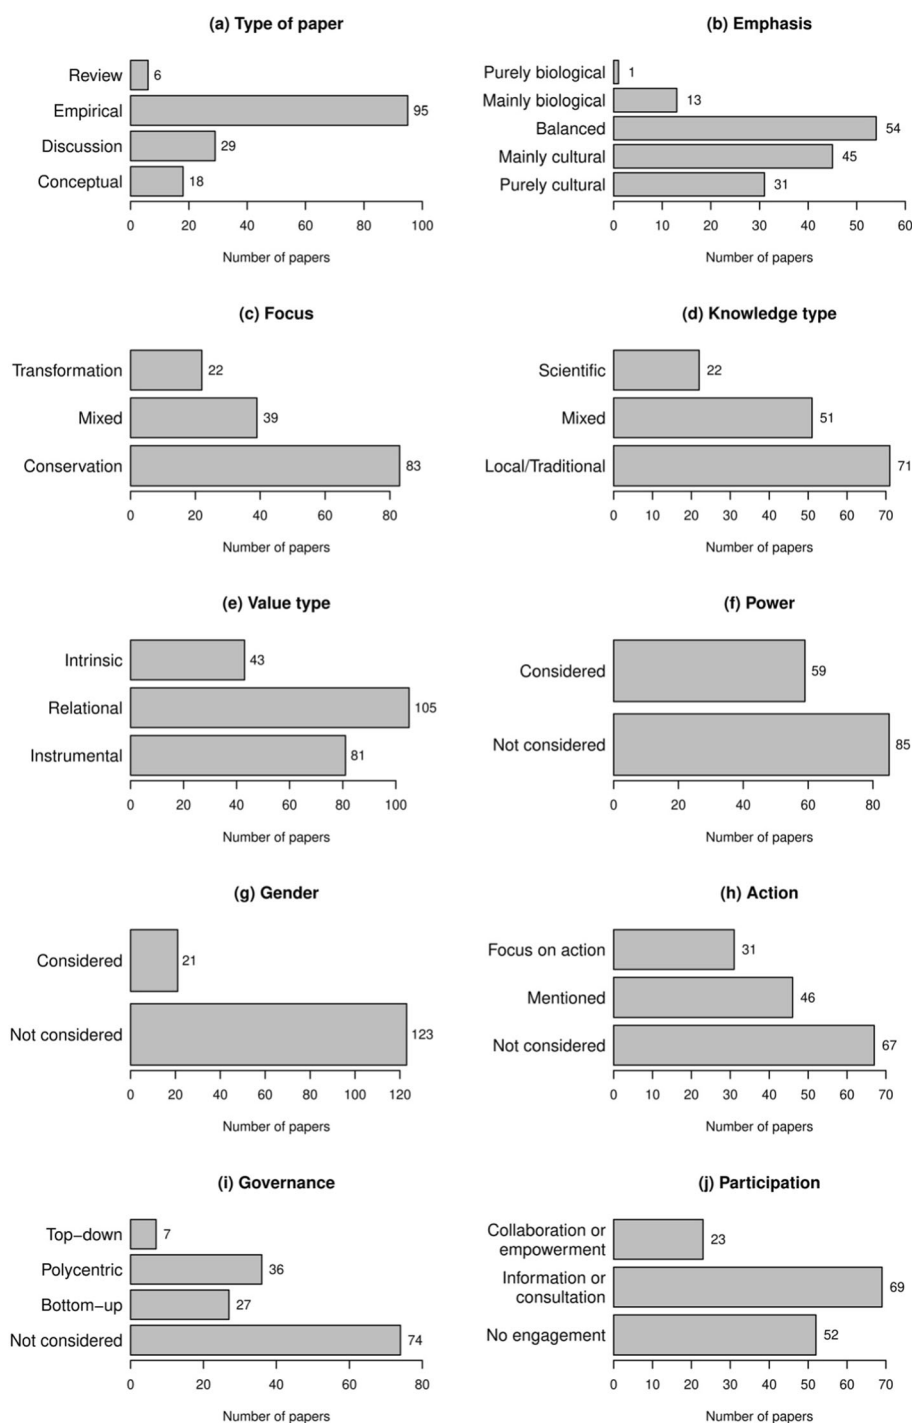 (a) Type of paper
Review 6
Empirical 95
Discussion 29
Conceptual 18
0 20 40 60 80 100
Number of papers
(b) Emphasis
Purely biological 1
Mainly biological 13
Balanced 54
Mainly cultural 45
Purely cultural 31
0 10 20 30 40 50 60
Number of papers
(c) Focus
Transformation 22
Mixed 39
Conservation 83
0 20 40 60 80
Number of papers
(d) Knowledge type
Scientific 22
Mixed 51
Local/Traditional 71
0 10 20 30 40 50 60 70
Number of papers
(e) Value type
Intrinsic 43
Relational 105
Instrumental 81
0 20 40 60 80 100
Number of papers
(f) Power
Considered 59
Not considered 85
0 20 40 60 80
Number of papers
(g) Gender
Considered 21
Not considered 123
0 20 40 60 80 100 120
Number of papers
(h) Action
Focus on action 31
Mentioned 46
Not considered 67
0 10 20 30 40 50 60 70
Number of papers
(i) Governance
Top−down 7
Polycentric 36
Bottom−up 27
Not considered 74
0 20 40 60 80
Number of papers
(j) Participation
Collaboration or
empowerment 23
Information or
consultation 69
No engagement 52
0 10 20 30 40 50 60 70
Number of papers